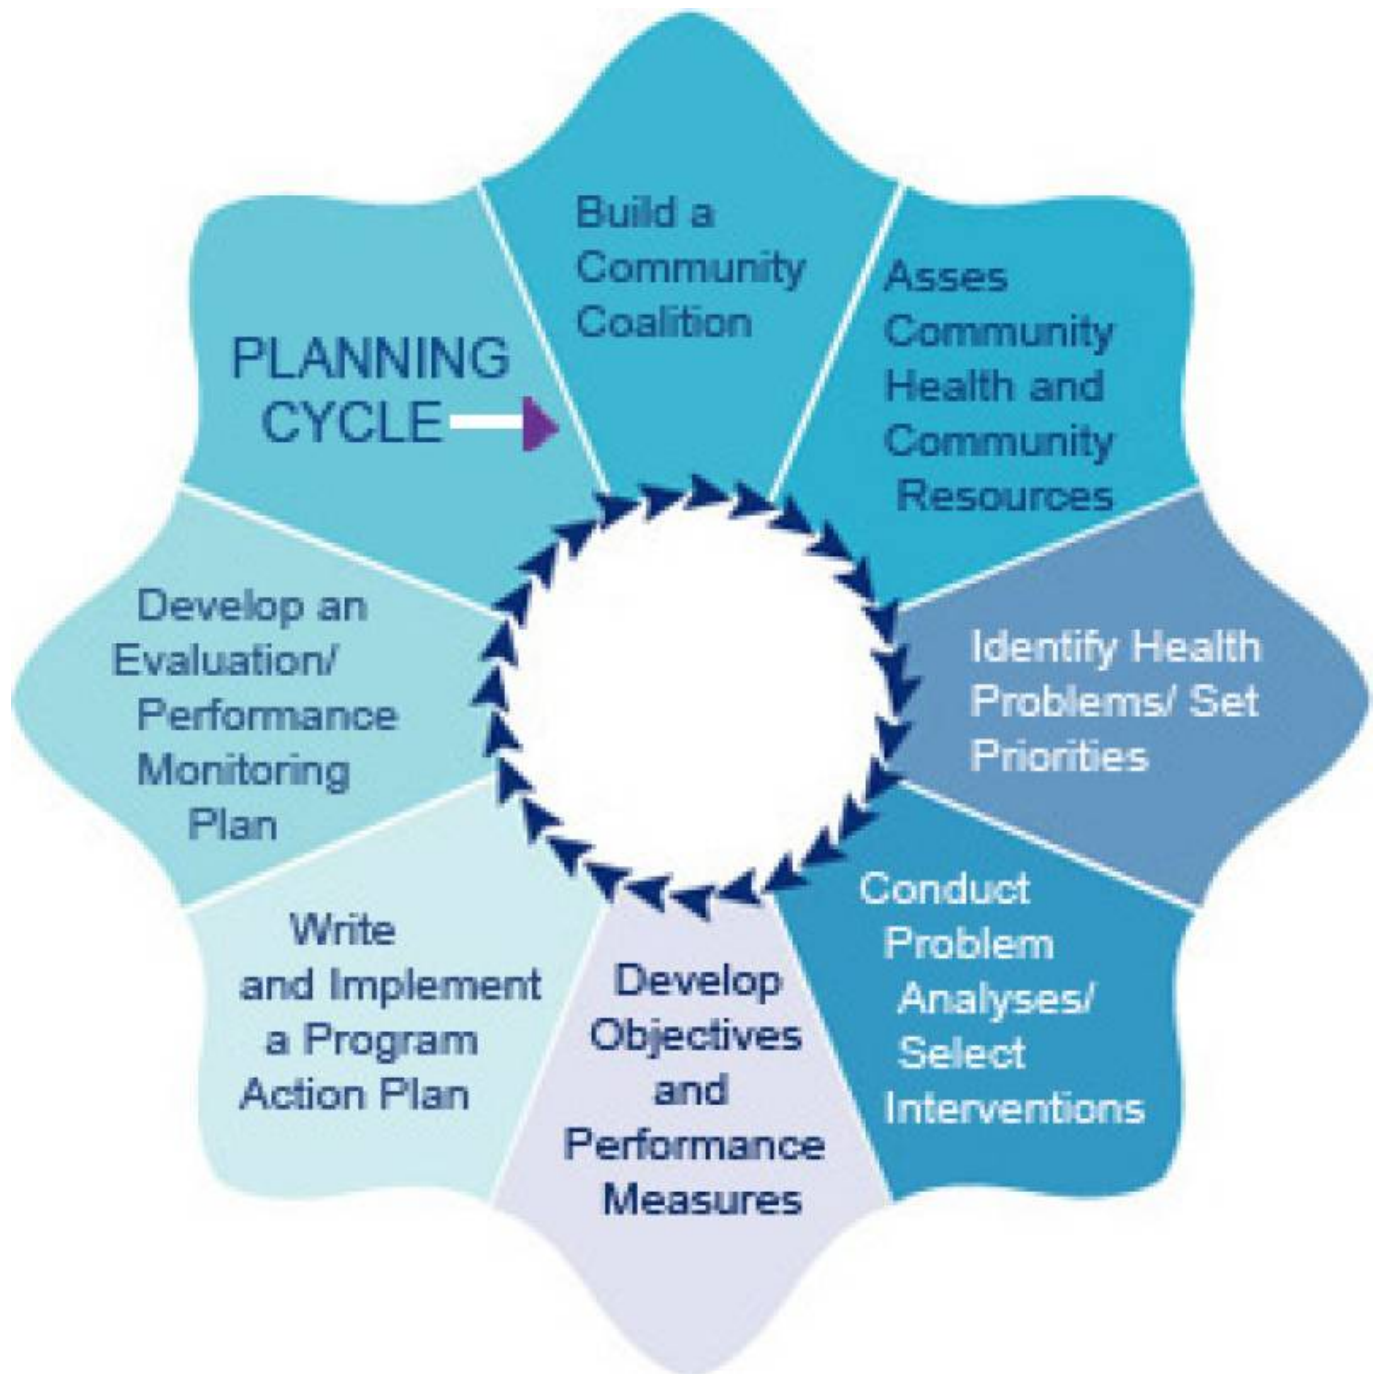 PLANNING
CYCLE
Build a
Community
Coalition
Asses
Community
Health and
Community
Resources
Identify Health
Problems/ Set
Priorities
Conduct
Problem
Analyses/
Select
Interventions
Develop
Objectives
and
Performance
Measures
Write
and Implement
a Program
Action Plan
Develop an
Evaluation/
Performance
Monitoring
Plan